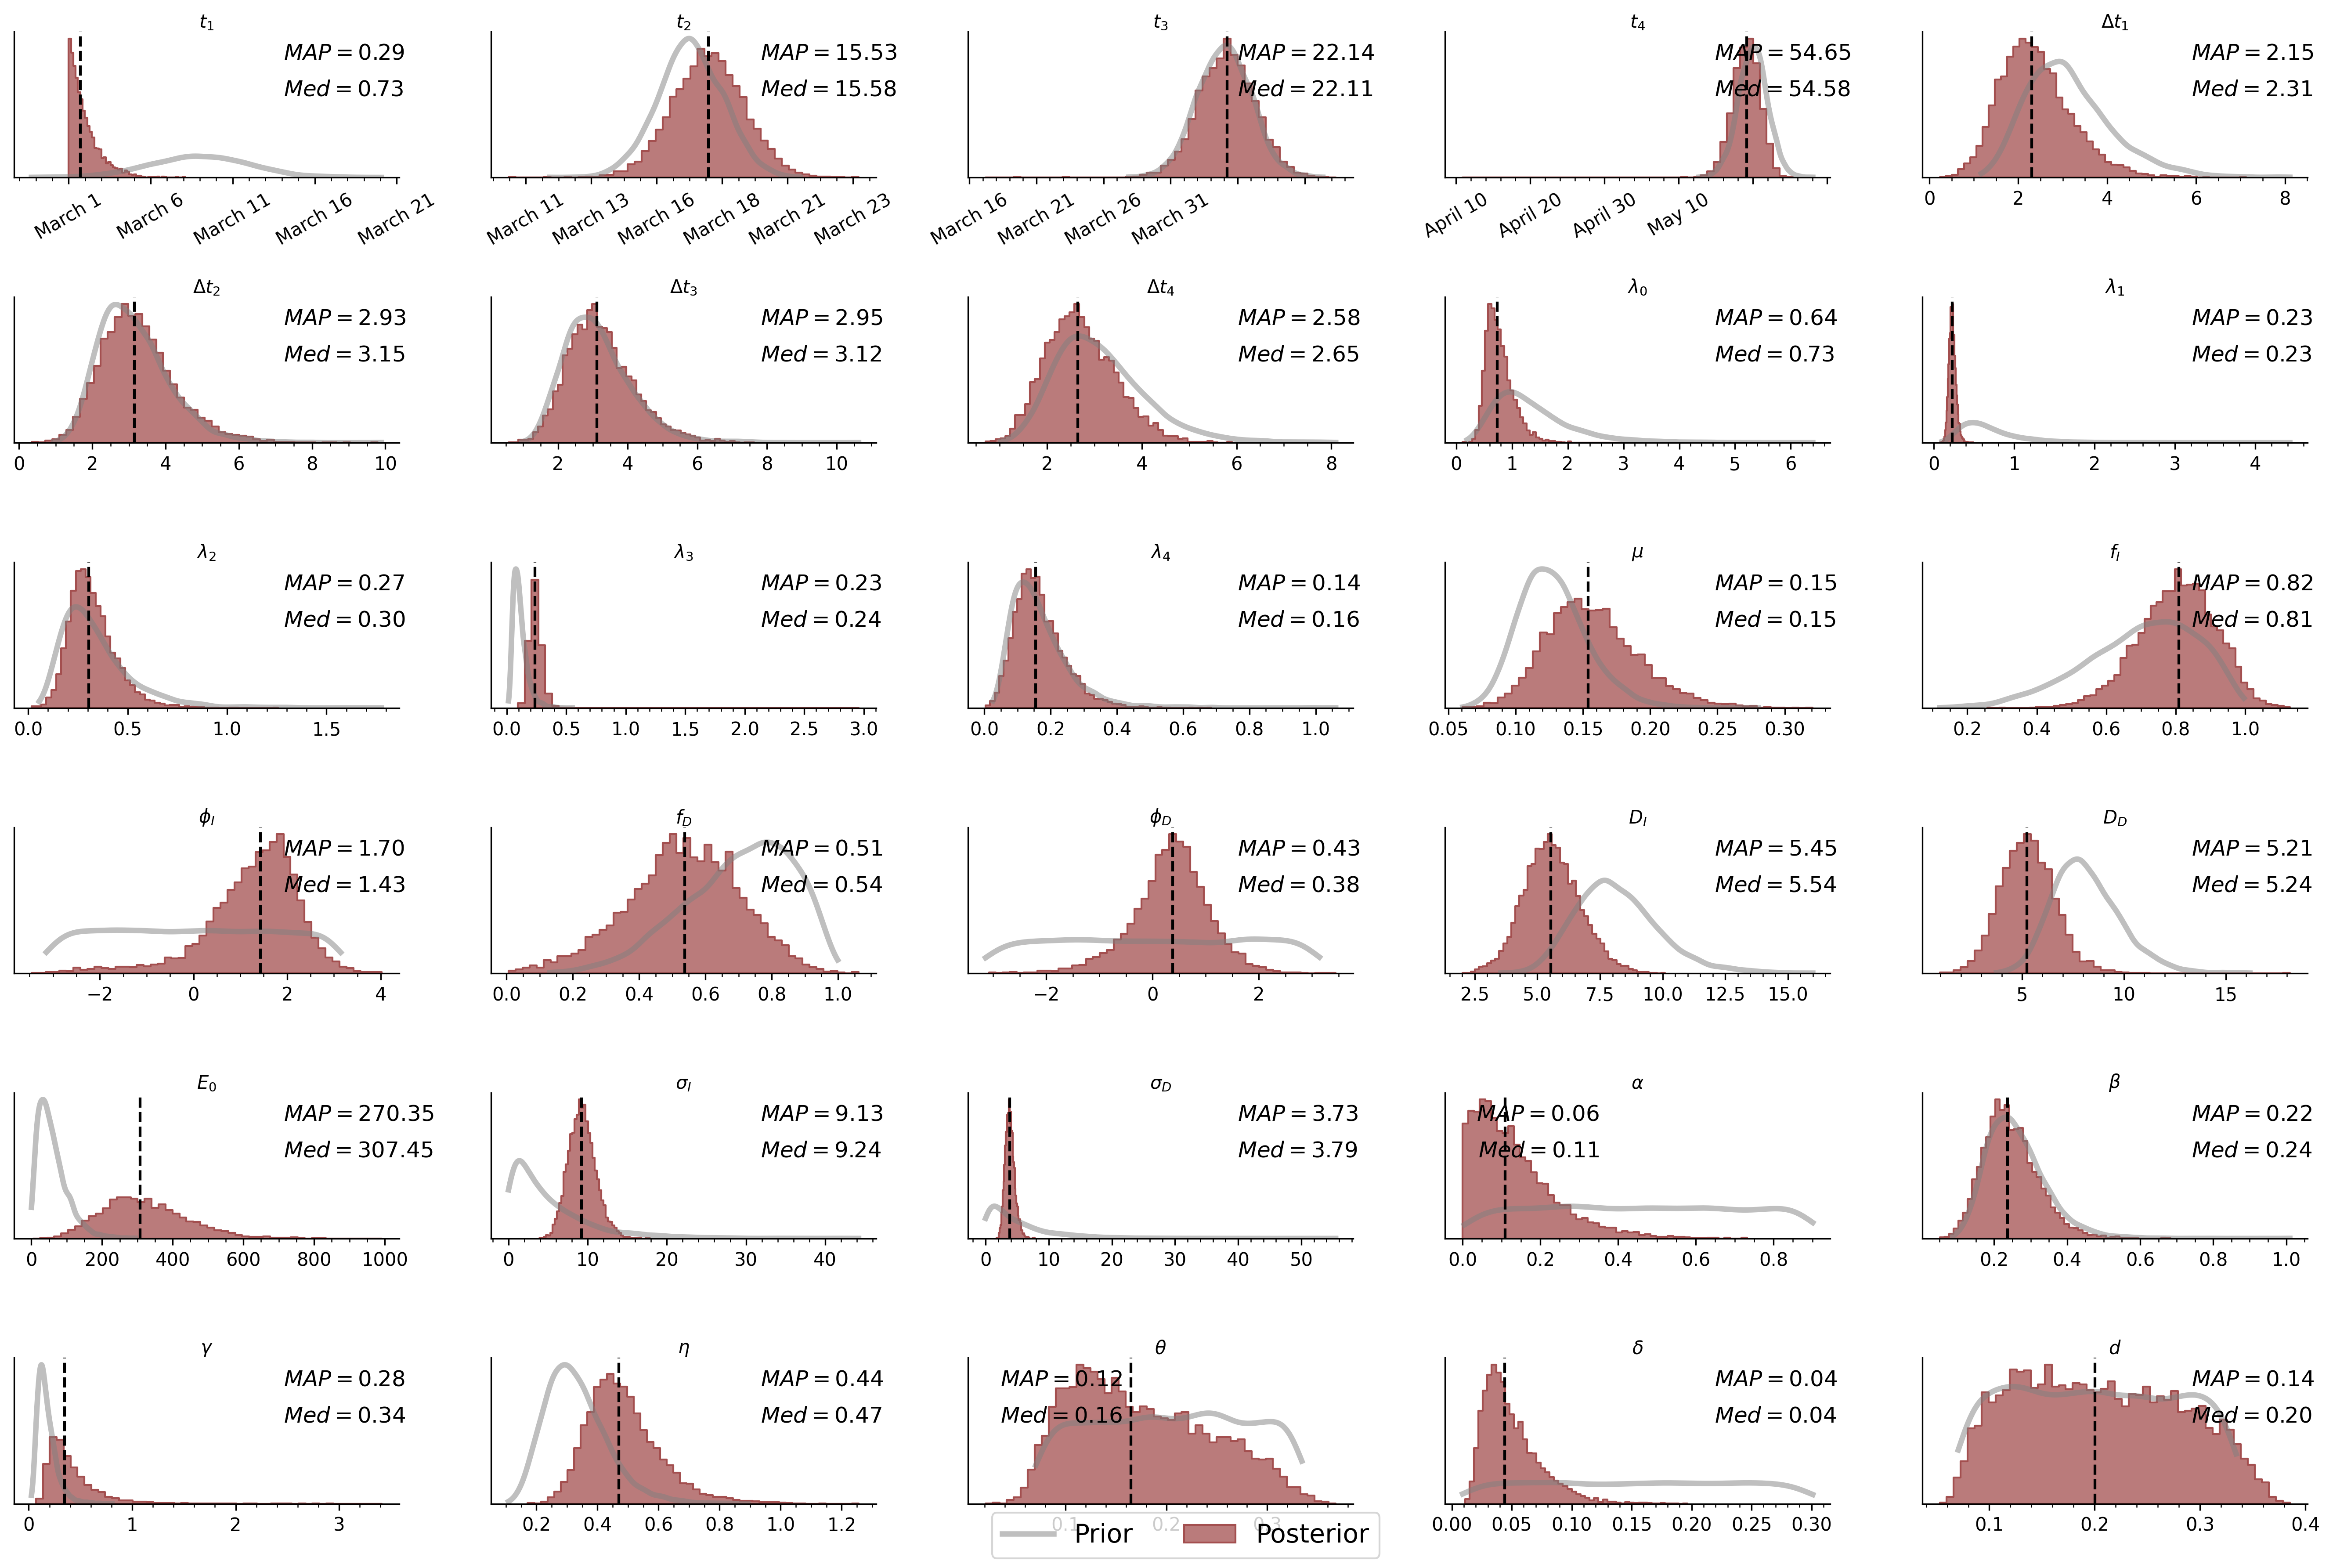 t₁ t₂ t₃ t₄ Δt₁
MAP = 0.29 MAP = 15.53 MAP = 22.14 MAP = 54.65 MAP = 2.15
Med = 0.73 Med = 15.58 Med = 22.11 Med = 54.58 Med = 2.31
0 2 4 6 8
March 1 March 6 March 11 March 16 March 21 March 11 March 13 March 16 March 18 March 21 March 23 March 16 March 21 March 26 March 31 April 10 April 20 April 30 May 10
Δt₂ Δt₃ Δt₄ λ₀ λ₁
MAP = 2.93 MAP = 2.95 MAP = 2.58 MAP = 0.64 MAP = 0.23
Med = 3.15 Med = 3.12 Med = 2.65 Med = 0.73 Med = 0.23
0 2 4 6 8 10 2 4 6 8 10 2 4 6 8 0 1 2 3 4 5 6 0 1 2 3 4
λ₂ λ₃ λ₄ μ f_I
MAP = 0.27 MAP = 0.23 MAP = 0.14 MAP = 0.15 MAP = 0.82
Med = 0.30 Med = 0.24 Med = 0.16 Med = 0.15 Med = 0.81
0.0 0.5 1.0 1.5 0.0 0.5 1.0 1.5 2.0 2.5 3.0 0.0 0.2 0.4 0.6 0.8 1.0 0.05 0.10 0.15 0.20 0.25 0.30 0.2 0.4 0.6 0.8 1.0
ϕ_I f_D ϕ_D D_I D_D
MAP = 1.70 MAP = 0.51 MAP = 0.43 MAP = 5.45 MAP = 5.21
Med = 1.43 Med = 0.54 Med = 0.38 Med = 5.54 Med = 5.24
−2 0 2 4 0.0 0.2 0.4 0.6 0.8 1.0 −2 0 2 2.5 5.0 7.5 10.0 12.5 15.0 5 10 15
E₀ σ_I σ_D α β
MAP = 270.35 MAP = 9.13 MAP = 3.73 MAP = 0.06 MAP = 0.22
Med = 307.45 Med = 9.24 Med = 3.79 Med = 0.11 Med = 0.24
0 200 400 600 800 1000 0 10 20 30 40 0 10 20 30 40 50 0.0 0.2 0.4 0.6 0.8 0.2 0.4 0.6 0.8 1.0
γ η θ δ d
MAP = 0.28 MAP = 0.44 MAP = 0.12 MAP = 0.04 MAP = 0.14
Med = 0.34 Med = 0.47 Med = 0.16 Med = 0.04 Med = 0.20
0 1 2 3 0.2 0.4 0.6 0.8 1.0 1.2 0.1 0.2 0.3 0.00 0.05 0.10 0.15 0.20 0.25 0.30 0.1 0.2 0.3 0.4
Prior Posterior